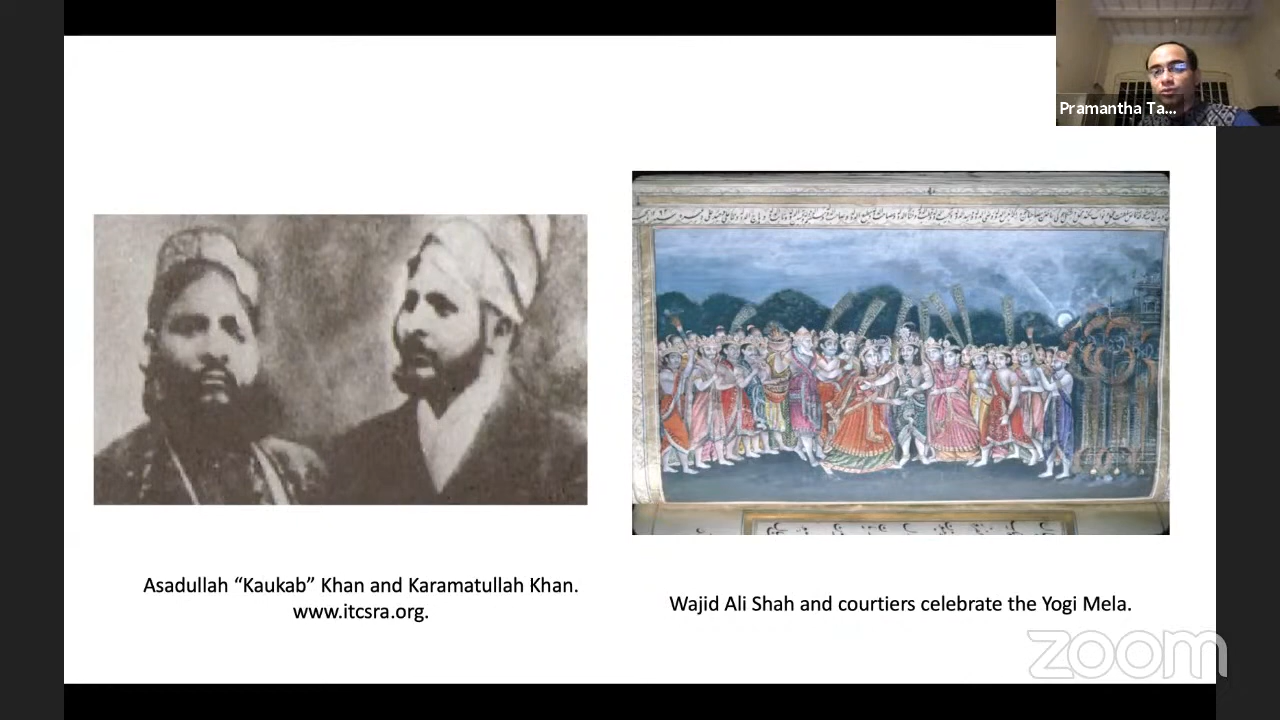 Pramantha Ta...
Asadullah “Kaukab” Khan and Karamatullah Khan.
www.itcsra.org.
Wajid Ali Shah and courtiers celebrate the Yogi Mela.
zoom